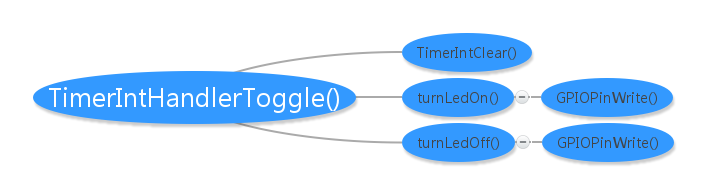 TimerIntHandlerToggle()
TimerIntClear()
turnLedOn()
GPIOPinWrite()
turnLedOff()
GPIOPinWrite()